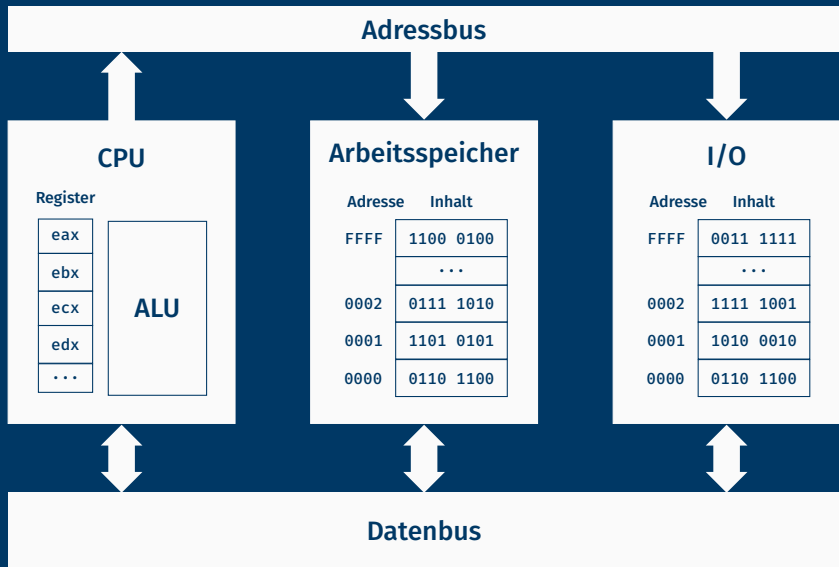 Adressbus
CPU
Register
eax
ebx
ecx
edx
...
ALU
Arbeitsspeicher
Adresse Inhalt
FFFF 1100 0100
...
0002 0111 1010
0001 1101 0101
0000 0110 1100
I/O
Adresse Inhalt
FFFF 0011 1111
...
0002 1111 1001
0001 1010 0010
0000 0110 1100
Datenbus